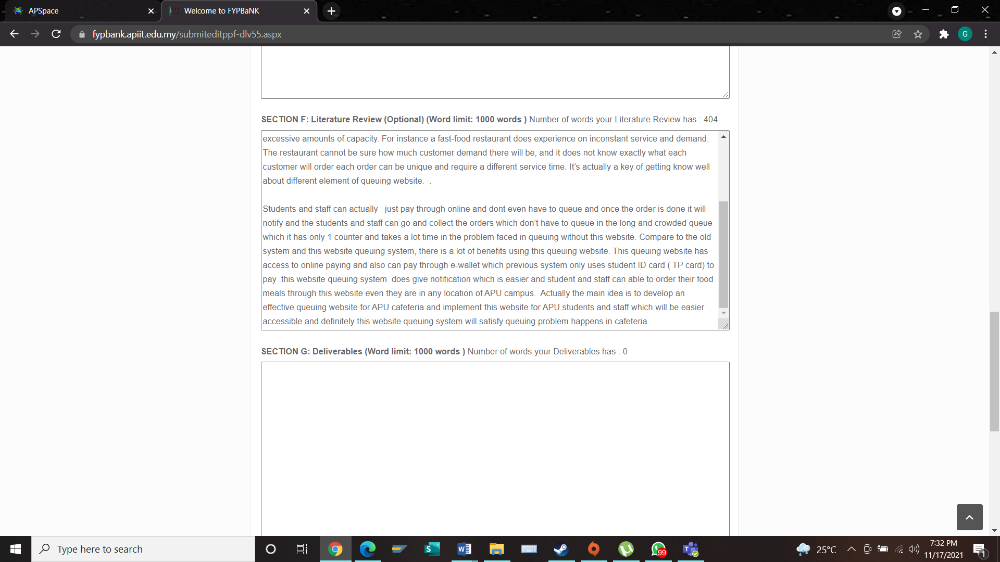 APSpace
Welcome to FYPBaNK
fypbank.apiit.edu.my/submiteditppf-dlv55.aspx
G
SECTION F: Literature Review (Optional) (Word limit: 1000 words ) Number of words your Literature Review has : 404
excessive amounts of capacity. For instance a fast-food restaurant does experience on inconstant service and demand.
The restaurant cannot be sure how much customer demand there will be, and it does not know exactly what each
customer will order each order can be unique and require a different service time. It’s actually a key of getting know well
about different element of queuing website.  .
Students and staff can actually   just pay through online and dont even have to queue and once the order is done it will
notify and the students and staff can go and collect the orders which don’t have to queue in the long and crowded queue
which it has only 1 counter and takes a lot time in the problem faced in queuing without this website. Compare to the old
system and this website queuing system, there is a lot of benefits using this queuing website. This queuing website has
access to online paying and also can pay through e-wallet which previous system only uses student ID card ( TP card) to
pay .this website queuing system  does give notification which is easier and student and staff can able to order their food
meals through this website even they are in any location of APU campus.  Actually the main idea is to develop an
effective queuing website for APU cafeteria and implement this website for APU students and staff which will be easier
accessible and definitely this website queuing system will satisfy queuing problem happens in cafeteria.
SECTION G: Deliverables (Word limit: 1000 words ) Number of words your Deliverables has : 0
Type here to search
S
W
99
T
25°C
7:32 PM
11/17/2021
1